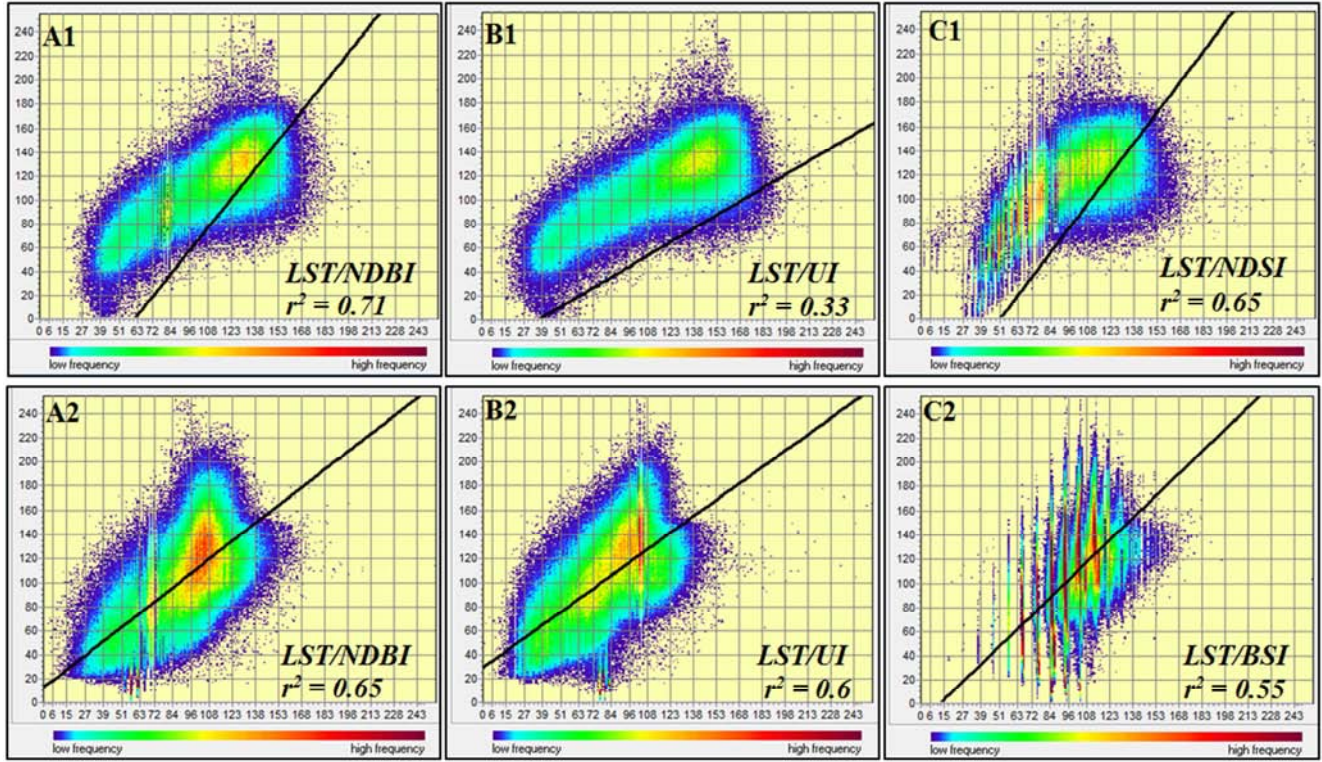 A1
240
220
200
180
160
140
120
100
80
60
40
20
0
LST/NDBI
r² = 0.71
0 6 15 27 39 51 61 72 84 96 108 123 138 153 168 183 198 213 228 243
low frequency high frequency
B1
240
220
200
180
160
140
120
100
80
60
40
20
0
LST/UI
r² = 0.33
0 6 15 27 39 51 61 72 84 96 108 123 138 153 168 183 198 213 228 243
low frequency high frequency
C1
240
220
200
180
160
140
120
100
80
60
40
20
0
LST/NDSI
r² = 0.65
0 6 15 27 39 51 63 72 84 96 108 123 138 153 168 183 198 213 228 243
low frequency high frequency
A2
240
220
200
180
160
140
120
100
80
60
40
20
0
LST/NDBI
r² = 0.65
0 6 15 27 39 51 61 72 84 96 108 123 138 153 168 183 198 213 228 243
low frequency high frequency
B2
240
220
200
180
160
140
120
100
80
60
40
20
0
LST/UI
r² = 0.6
0 6 15 27 39 51 61 72 84 96 108 123 138 153 168 183 198 213 228 243
low frequency high frequency
C2
240
220
200
180
160
140
120
100
80
60
40
20
0
LST/BSI
r² = 0.55
0 6 15 27 39 51 63 72 84 96 108 123 138 153 168 183 198 213 228 243
low frequency high frequency